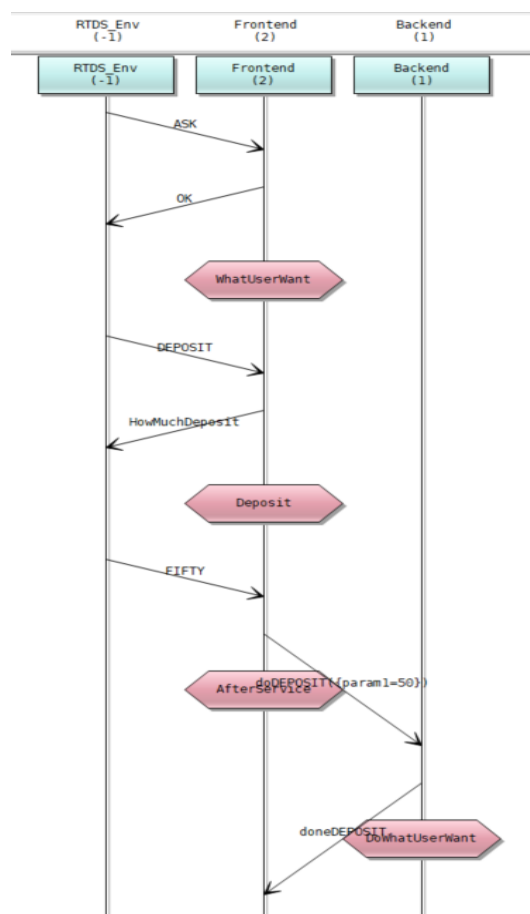 RTDS_Env Frontend Backend
(-1) (2) (1)
RTDS_Env Frontend Backend
(-1) (2) (1)
ASK
OK
WhatUserWant
DEPOSIT
HowMuchDeposit
Deposit
FIFTY
doDEPOSIT({param1=50})
AfterService
doneDEPOSIT
DoWhatUserWant